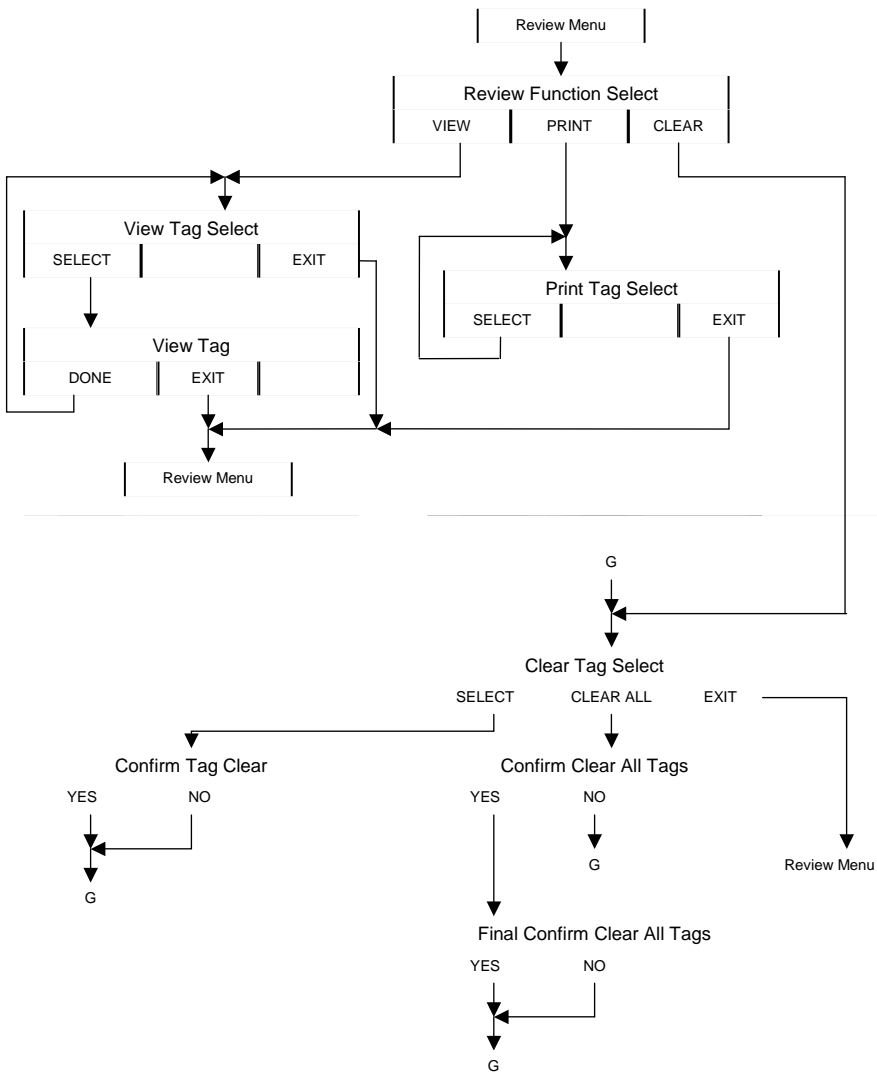 Review Menu
Review Function Select
VIEW PRINT CLEAR
View Tag Select
SELECT EXIT
Print Tag Select
SELECT EXIT
View Tag
DONE EXIT
Review Menu
G
Clear Tag Select
SELECT CLEAR ALL EXIT
Confirm Tag Clear
YES NO
G
Confirm Clear All Tags
YES NO
G
Review Menu
Final Confirm Clear All Tags
YES NO
G